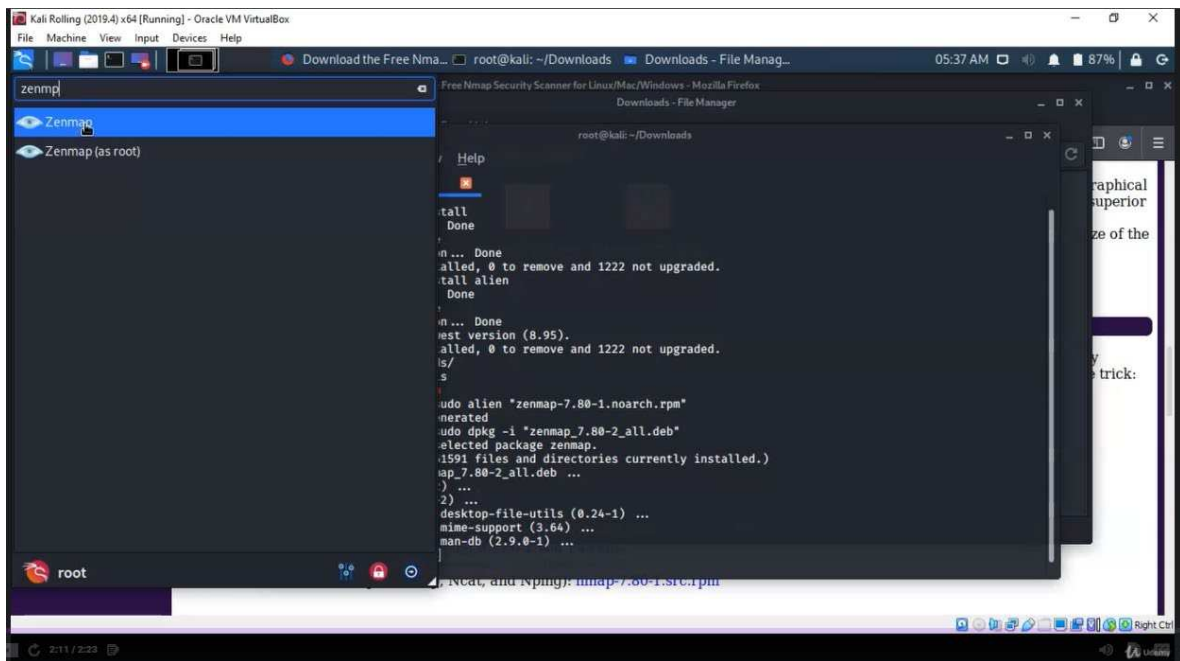 Kali Rolling (2019.4) x64 [Running] - Oracle VM VirtualBox
File Machine View Input Devices Help
Download the Free Nma... root@kali: ~/Downloads Downloads - File Manag... 05:37 AM 87%
zenmp
Free Nmap Security Scanner for Linux/Mac/Windows - Mozilla Firefox
Downloads - File Manager
Zenmap
root@kali: ~/Downloads
Zenmap (as root)
Help
raphical
superior
ze of the
tall
Done
n... Done
alled, 0 to remove and 1222 not upgraded.
tall alien
Done
n... Done
est version (8.95).
alled, 0 to remove and 1222 not upgraded.
ds/
s
y
trick:
udo alien "zenmap-7.80-1.noarch.rpm"
nerated
udo dpkg -i "zenmap_7.80-2_all.deb"
elected package zenmap.
1591 files and directories currently installed.)
ap_7.80-2_all.deb ...
) ...
2) ...
desktop-file-utils (0.24-1) ...
mime-support (3.64) ...
man-db (2.9.0-1) ...
root
, Ncat, and Nping): nmap-7.80-1.src.rpm
Right Ctrl
2:11 / 2:23
Udemy